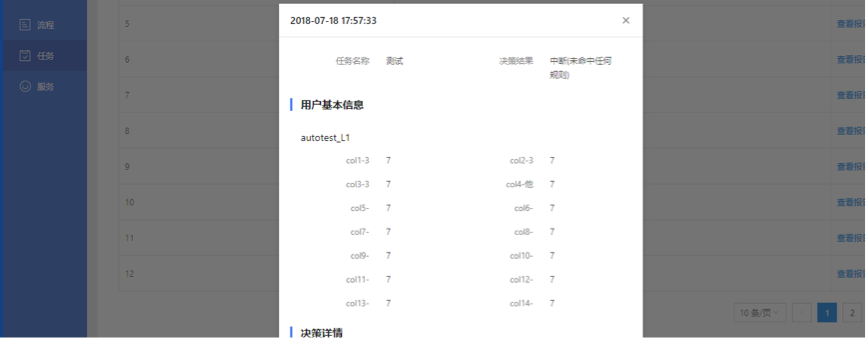 2018-07-18 17:57:33
流程
任务
服务
5
6
7
8
9
10
11
12
查看报
查看报
查看报
查看报
查看报
查看报
查看报
查看报
任务名称 测试 决策结果 中断(未命中任何
规则)
用户基本信息
autotest_L1
col1-3 7 col2-3 7
col3-3 7 col4-他 7
col5- 7 col6- 7
col7- 7 col8- 7
col9- 7 col10- 7
col11- 7 col12- 7
col13- 7 col14- 7
决策详情
10 条/页 < 1 2